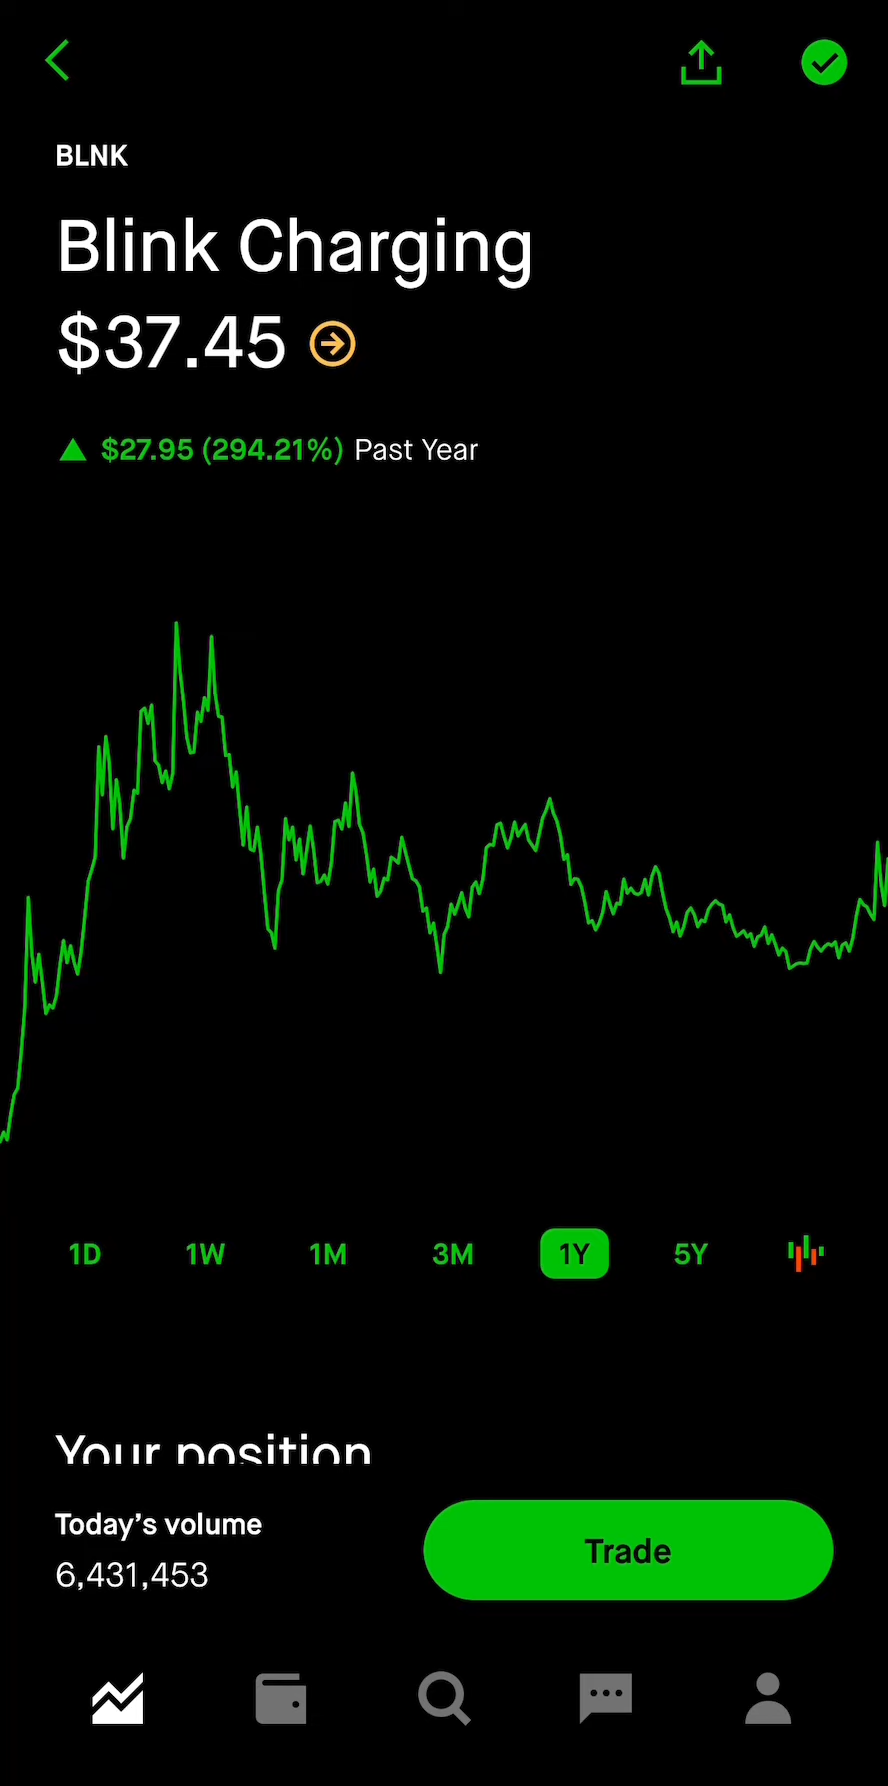 BLNK
Blink Charging
$37.45
$27.95 (294.21%) Past Year
1D 1W 1M 3M 1Y 5Y
Your position
Today's volume
6,431,453
Trade